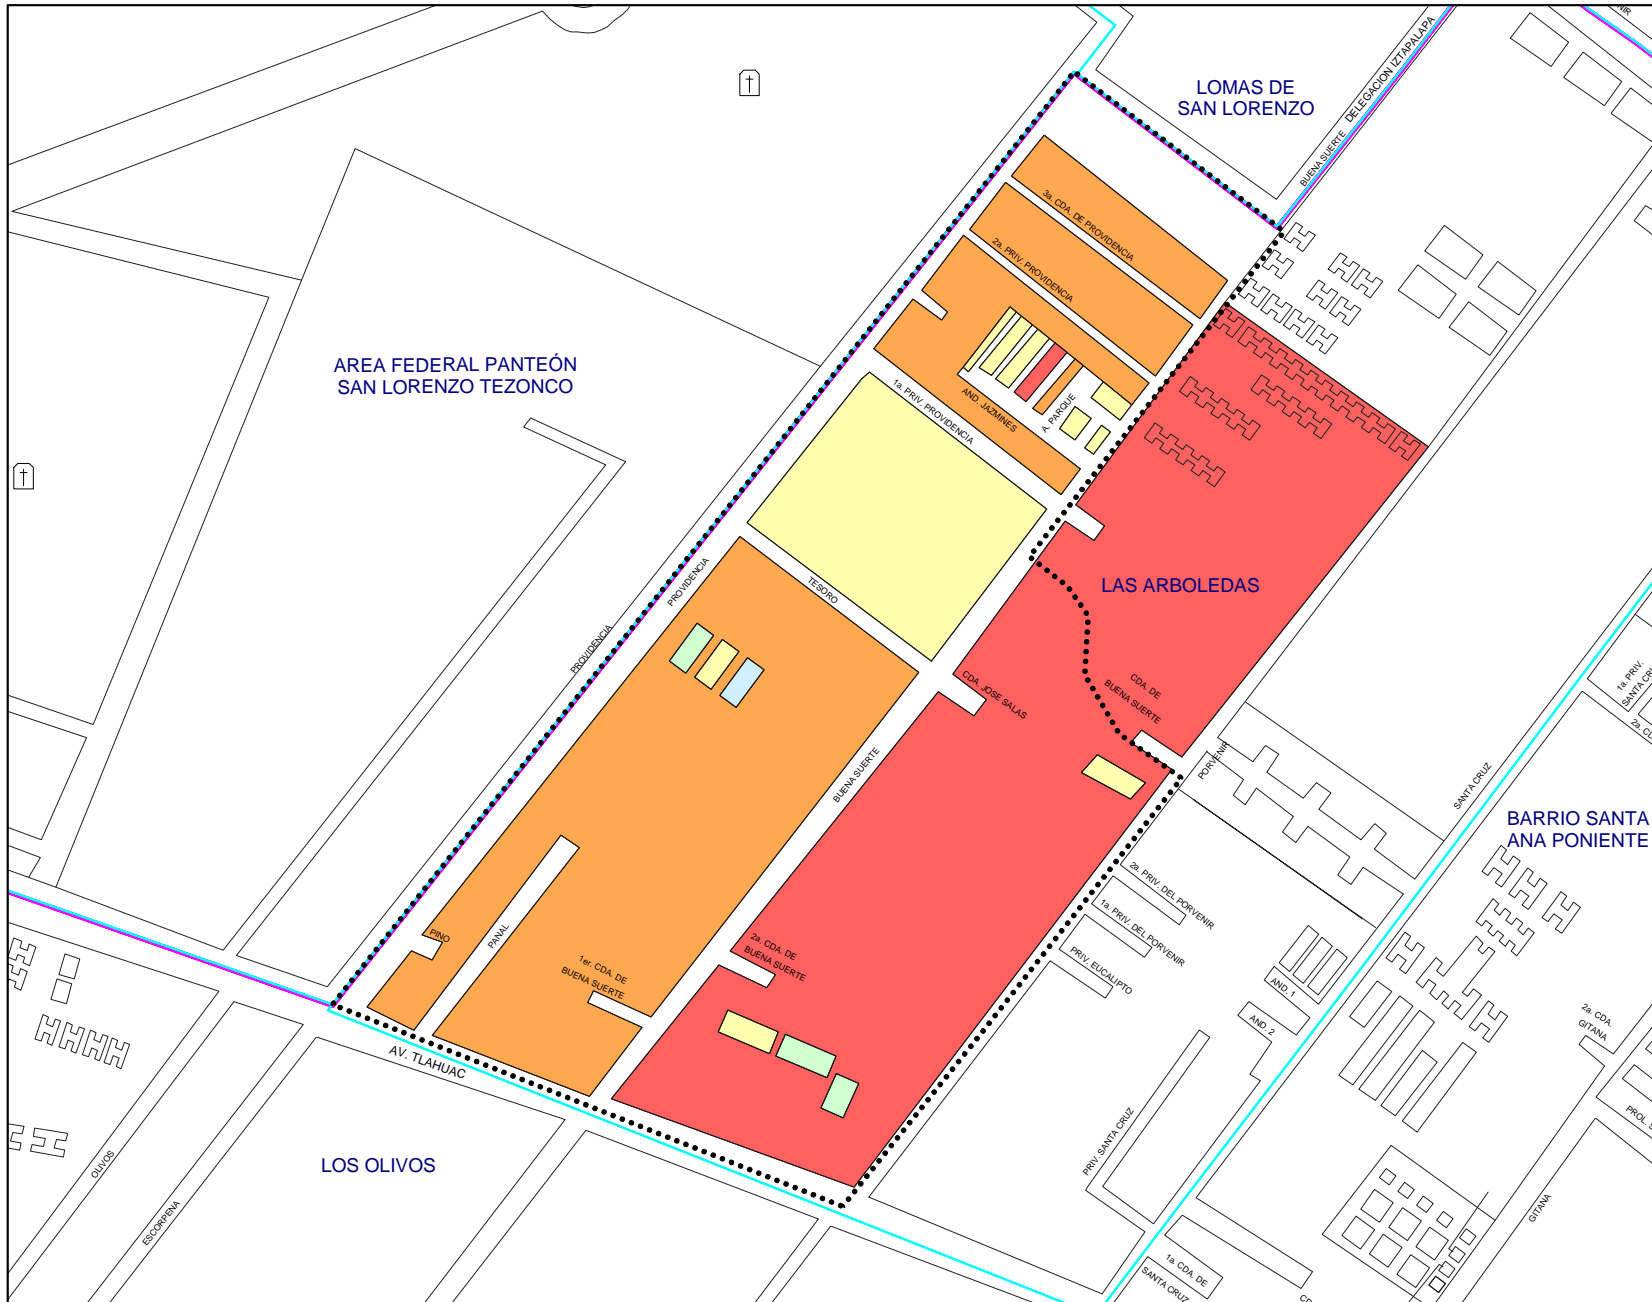 LOMAS DE
SAN LORENZO
BUENA SUERTE
DELEGACION IZTAPALAPA
3a. CDA. DE PROVIDENCIA
2a. PRIV. PROVIDENCIA
AREA FEDERAL PANTEÓN
SAN LORENZO TEZONCO
1a. PRIV. PROVIDENCIA
AND. JAZMINES
A. PARQUE
PROVIDENCIA
PROVIDENCIA
TESORO
LAS ARBOLEDAS
CDA. JOSE SALAS
CDA. DE
BUENA SUERTE
BUENA SUERTE
PORVENIR
SANTA CRUZ
1a. PRIV.
BARRIO SANTA
ANA PONIENTE
2a. PRIV. DEL PORVENIR
1a. PRIV. DEL PORVENIR
PRIV. EUCALIPTO
PINO
PANAL
1er. CDA. DE
BUENA SUERTE
2a. CDA. DE
BUENA SUERTE
AND. 1
AND. 2
2a. CDA.
GITANA
AV. TLAHUAC
LOS OLIVOS
OLIVOS
ESCORPENA
PRIV. SANTA CRUZ
GITANA
1a. CDA. DE
SANTA CRUZ